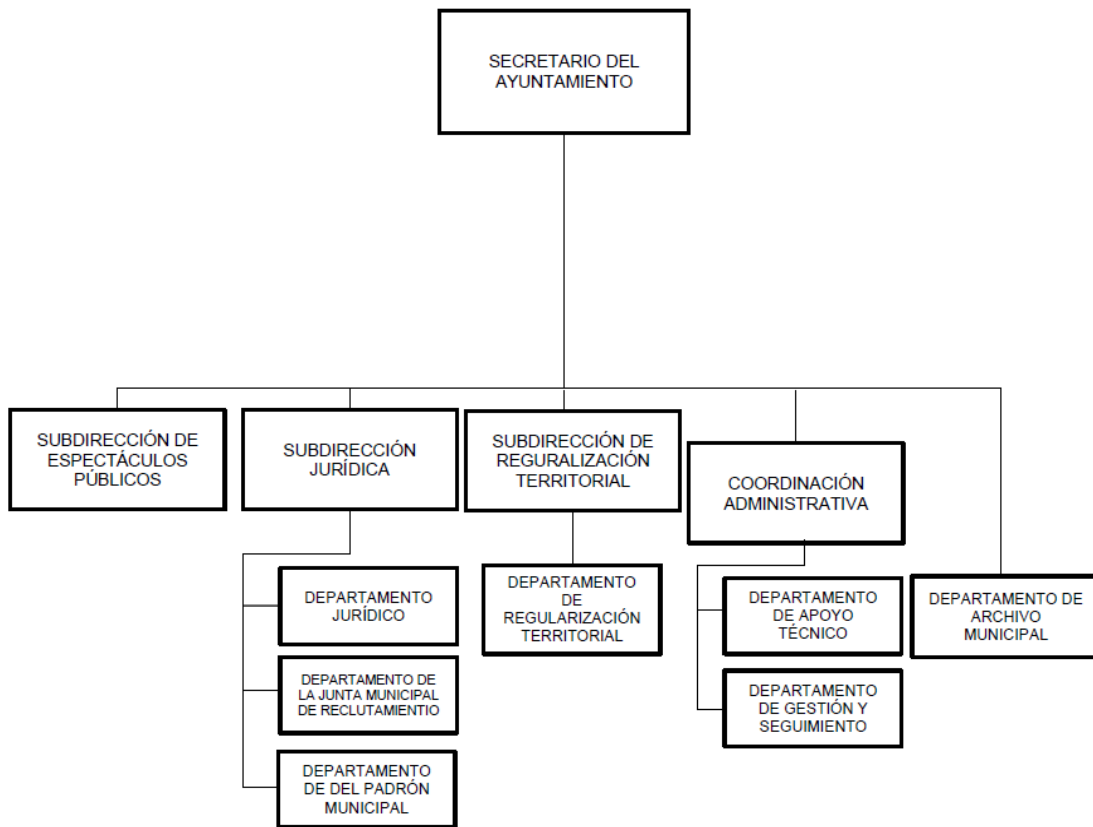 SECRETARIO DEL
AYUNTAMIENTO
SUBDIRECCIÓN DE
ESPECTÁCULOS
PÚBLICOS
SUBDIRECCIÓN
JURÍDICA
SUBDIRECCIÓN DE
REGURALIZACIÓN
TERRITORIAL
COORDINACIÓN
ADMINISTRATIVA
DEPARTAMENTO
JURÍDICO
DEPARTAMENTO DE
LA JUNTA MUNICIPAL
DE RECLUTAMIENTIO
DEPARTAMENTO
DE DEL PADRÓN
MUNICIPAL
DEPARTAMENTO
DE
REGULARIZACIÓN
TERRITORIAL
DEPARTAMENTO
DE APOYO
TÉCNICO
DEPARTAMENTO
DE GESTIÓN Y
SEGUIMIENTO
DEPARTAMENTO DE
ARCHIVO
MUNICIPAL